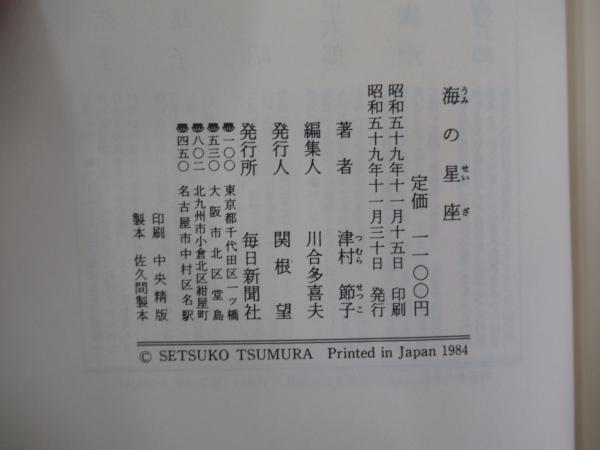 海の星座
うみ せいざ
定価 一一〇〇円
昭和五十九年十一月十五日 印刷
昭和五十九年十一月三十日 発行
著者 津村節子
つむら せつこ
編集人 川合多喜夫
発行人 関根望
発行所 毎日新聞社
〒一〇〇 東京都千代田区一ッ橋
〒五三〇 大阪市北区堂島
〒八〇二 北九州市小倉北区紺屋町
〒四五〇 名古屋市中村区名駅
印刷 中央精版
製本 佐久間製本
© SETSUKO TSUMURA Printed in Japan 1984